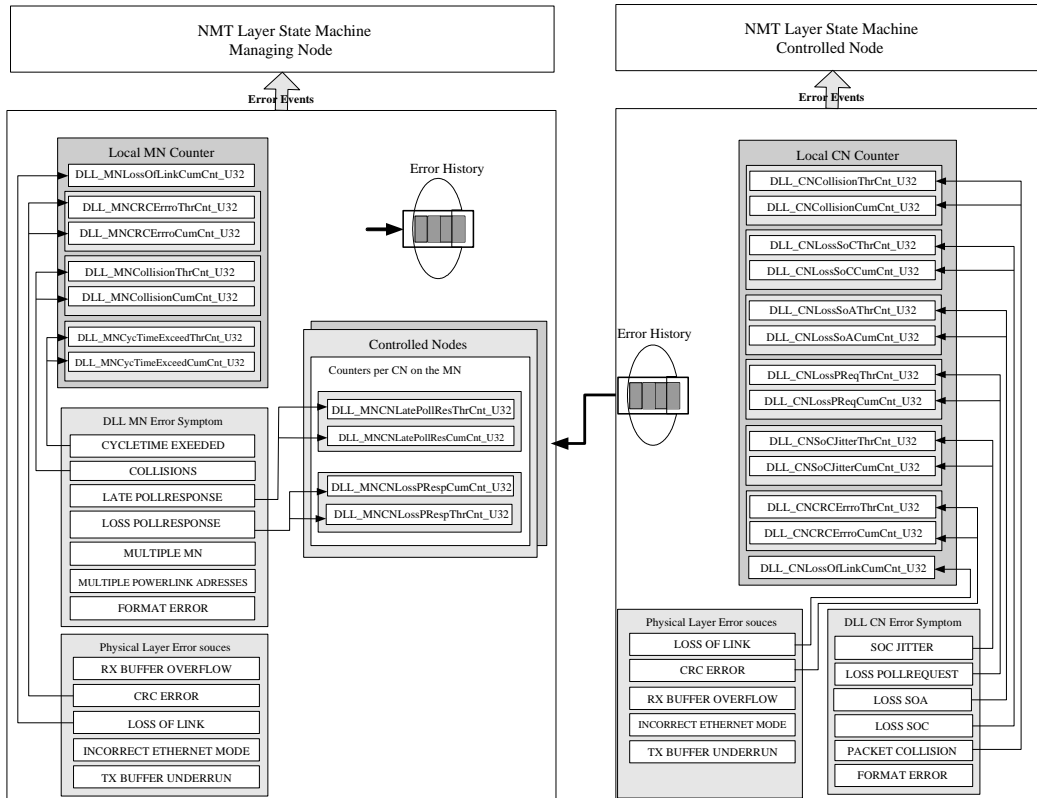 NMT Layer State Machine
Managing Node
Error Events
Local MN Counter
DLL_MNLossOfLinkCumCnt_U32
DLL_MNCRCErrroThrCnt_U32
DLL_MNCRCErrroCumCnt_U32
DLL_MNCollisionThrCnt_U32
DLL_MNCollisionCumCnt_U32
DLL_MNCycTimeExceedThrCnt_U32
DLL_MNCycTimeExceedCumCnt_U32
Error History
Controlled Nodes
Counters per CN on the MN
DLL_MNCNLatePollResThrCnt_U32
DLL_MNCNLatePollResCumCnt_U32
DLL_MNCNLossPRespCumCnt_U32
DLL_MNCNLossPRespThrCnt_U32
DLL MN Error Symptom
CYCLETIME EXEEDED
COLLISIONS
LATE POLLRESPONSE
LOSS POLLRESPONSE
MULTIPLE MN
MULTIPLE POWERLINK ADRESSES
FORMAT ERROR
Physical Layer Error souces
RX BUFFER OVERFLOW
CRC ERROR
LOSS OF LINK
INCORRECT ETHERNET MODE
TX BUFFER UNDERRUN
NMT Layer State Machine
Controlled Node
Error Events
Error History
Local CN Counter
DLL_CNCollisionThrCnt_U32
DLL_CNCollisionCumCnt_U32
DLL_CNLossSoCThrCnt_U32
DLL_CNLossSoCCumCnt_U32
DLL_CNLossSoAThrCnt_U32
DLL_CNLossSoACumCnt_U32
DLL_CNLossPReqThrCnt_U32
DLL_CNLossPReqCumCnt_U32
DLL_CNSoCJitterThrCnt_U32
DLL_CNSoCJitterCumCnt_U32
DLL_CNCRCErrroThrCnt_U32
DLL_CNCRCErrroCumCnt_U32
DLL_CNLossOfLinkCumCnt_U32
Physical Layer Error souces
LOSS OF LINK
CRC ERROR
RX BUFFER OVERFLOW
INCORRECT ETHERNET MODE
TX BUFFER UNDERRUN
DLL CN Error Symptom
SOC JITTER
LOSS POLLREQUEST
LOSS SOA
LOSS SOC
PACKET COLLISION
FORMAT ERROR